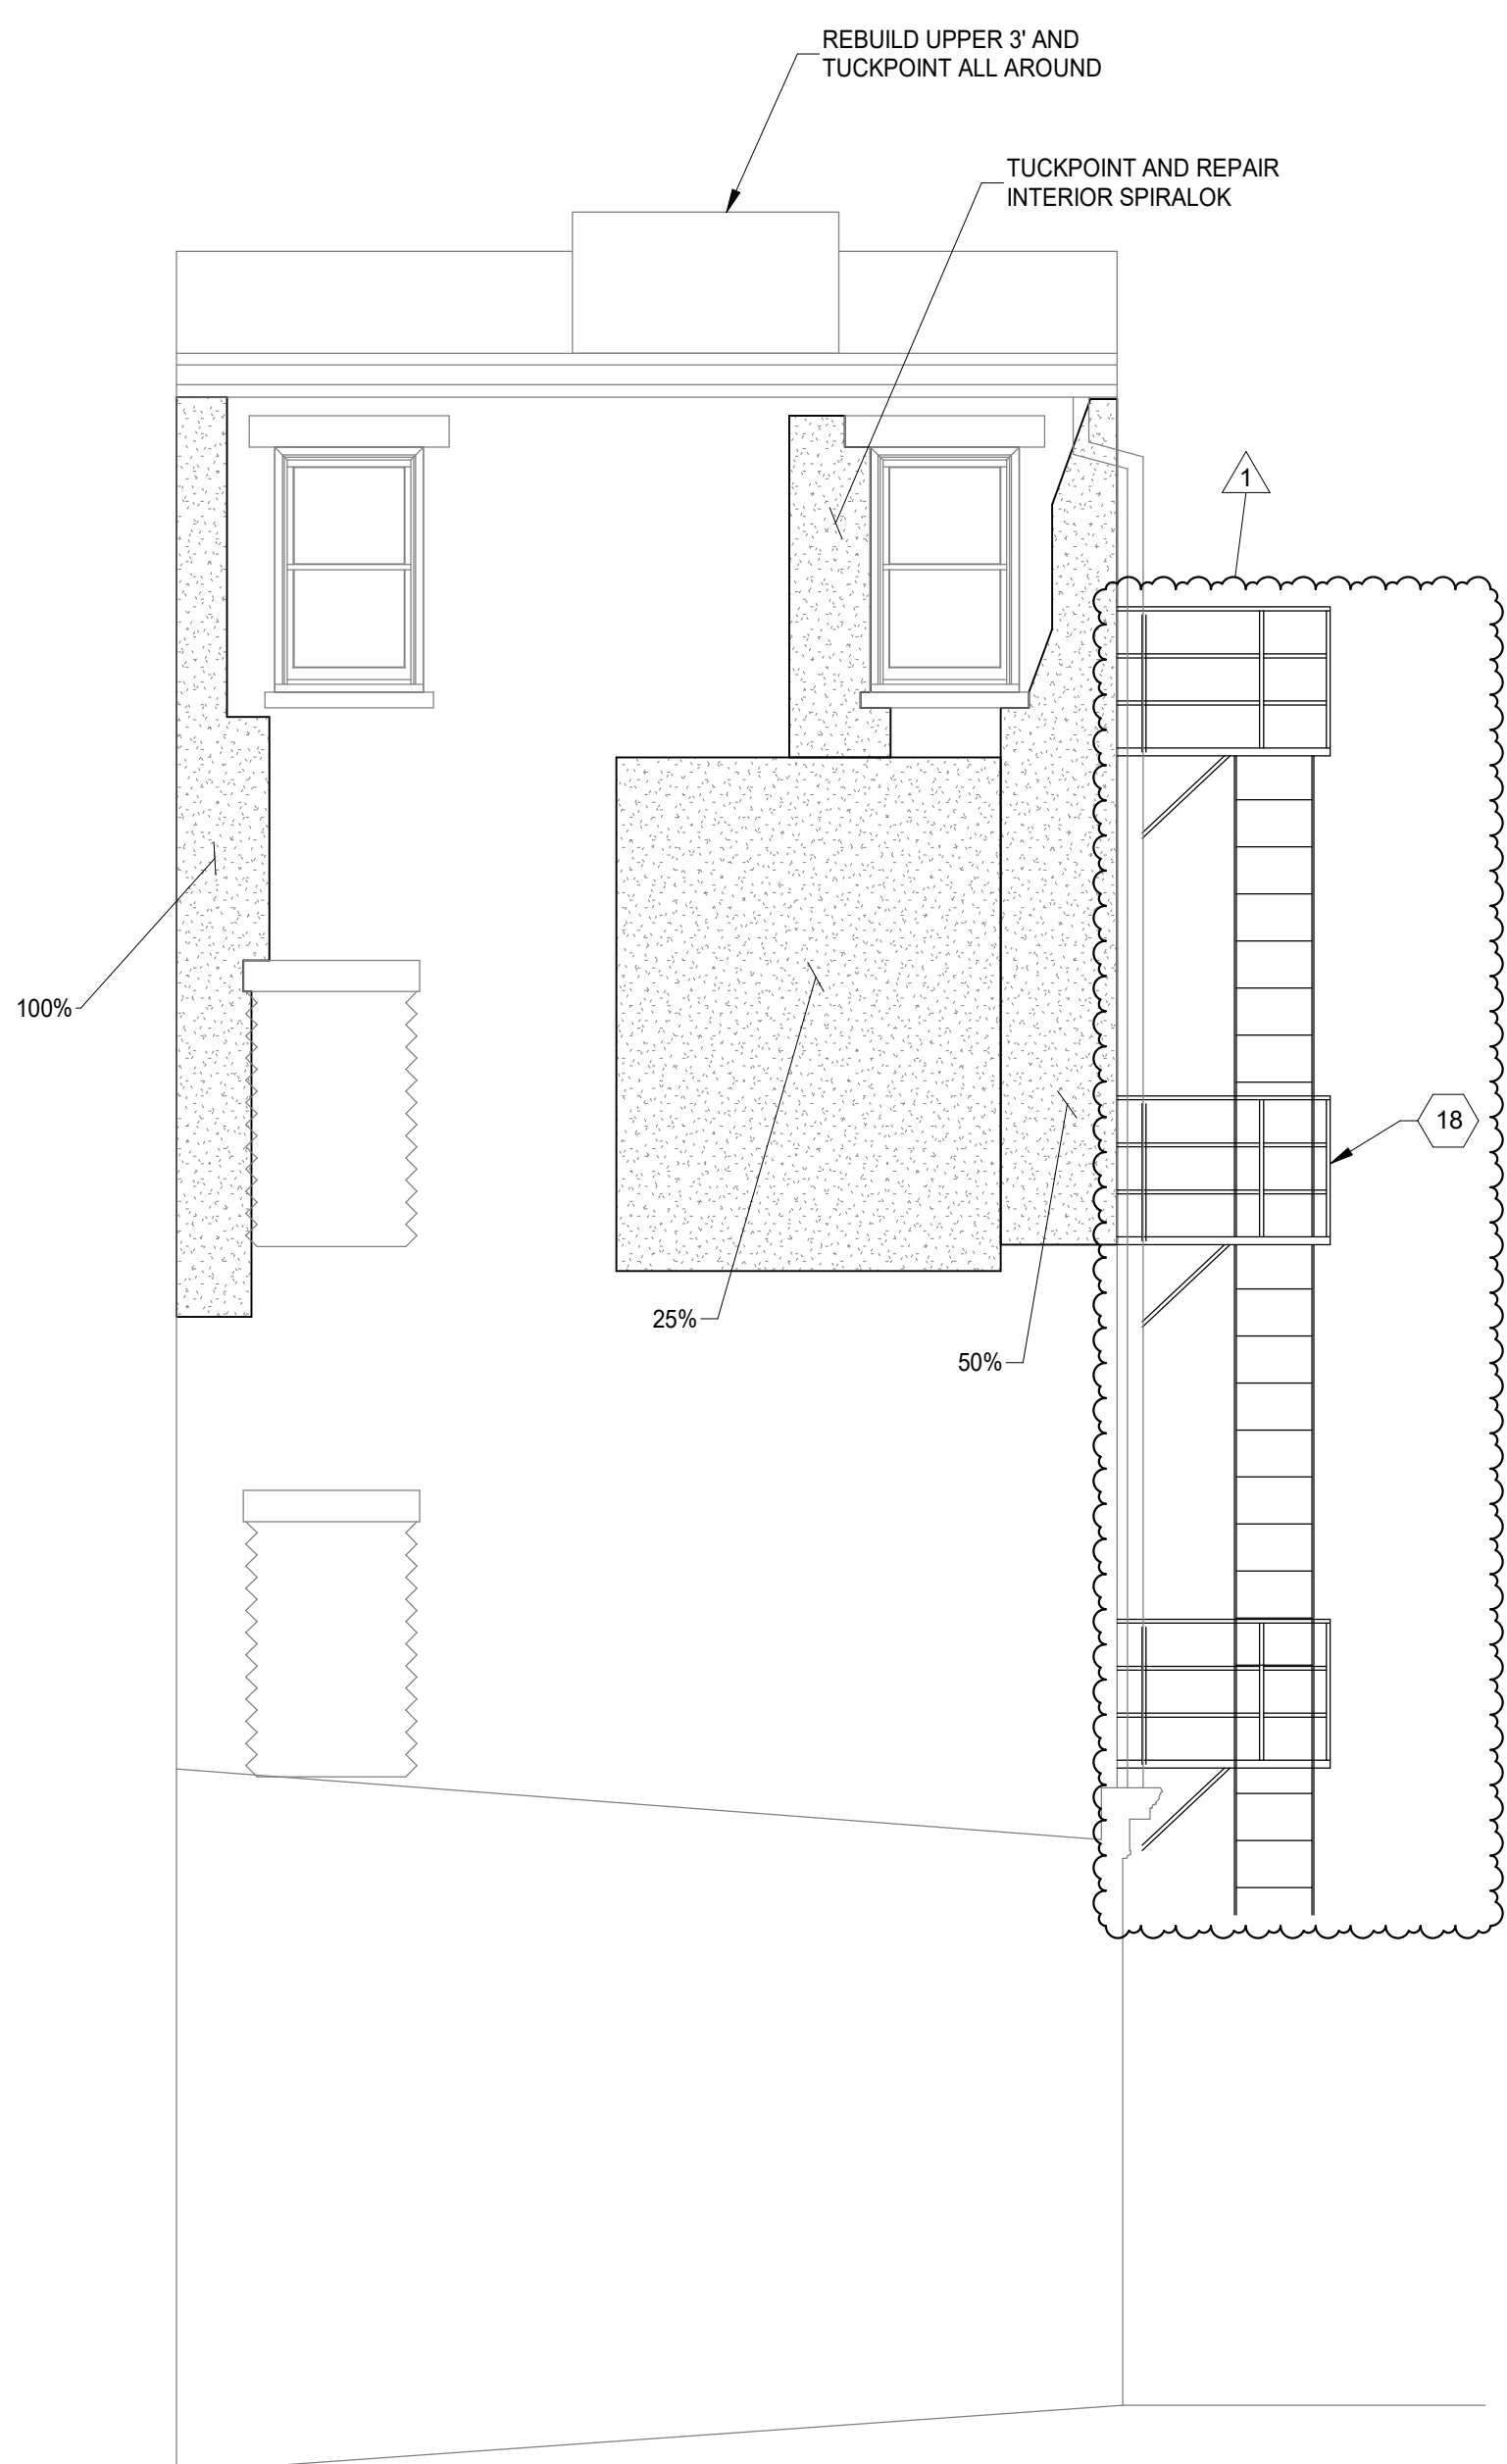 REBUILD UPPER 3' AND
TUCKPOINT ALL AROUND
TUCKPOINT AND REPAIR
INTERIOR SPIRALOK
1
100%
18
25%
50%